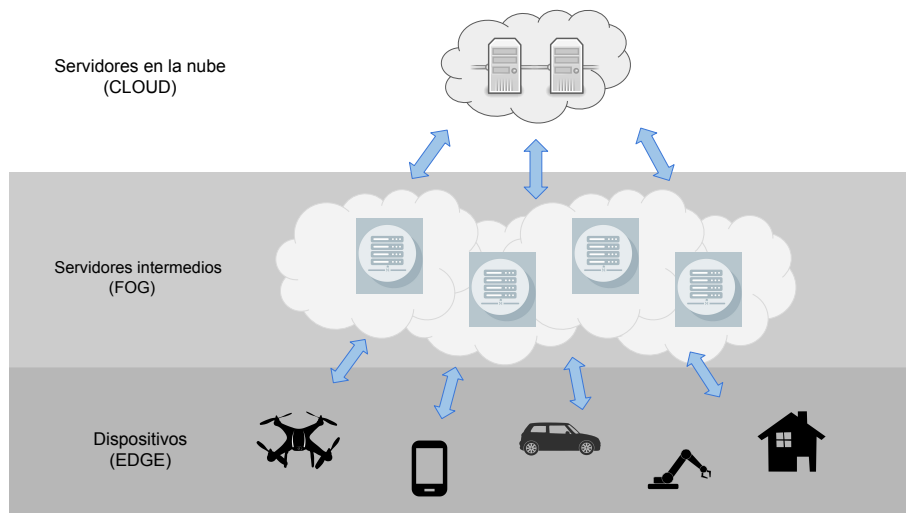 Servidores en la nube
(CLOUD)
Servidores intermedios
(FOG)
Dispositivos
(EDGE)